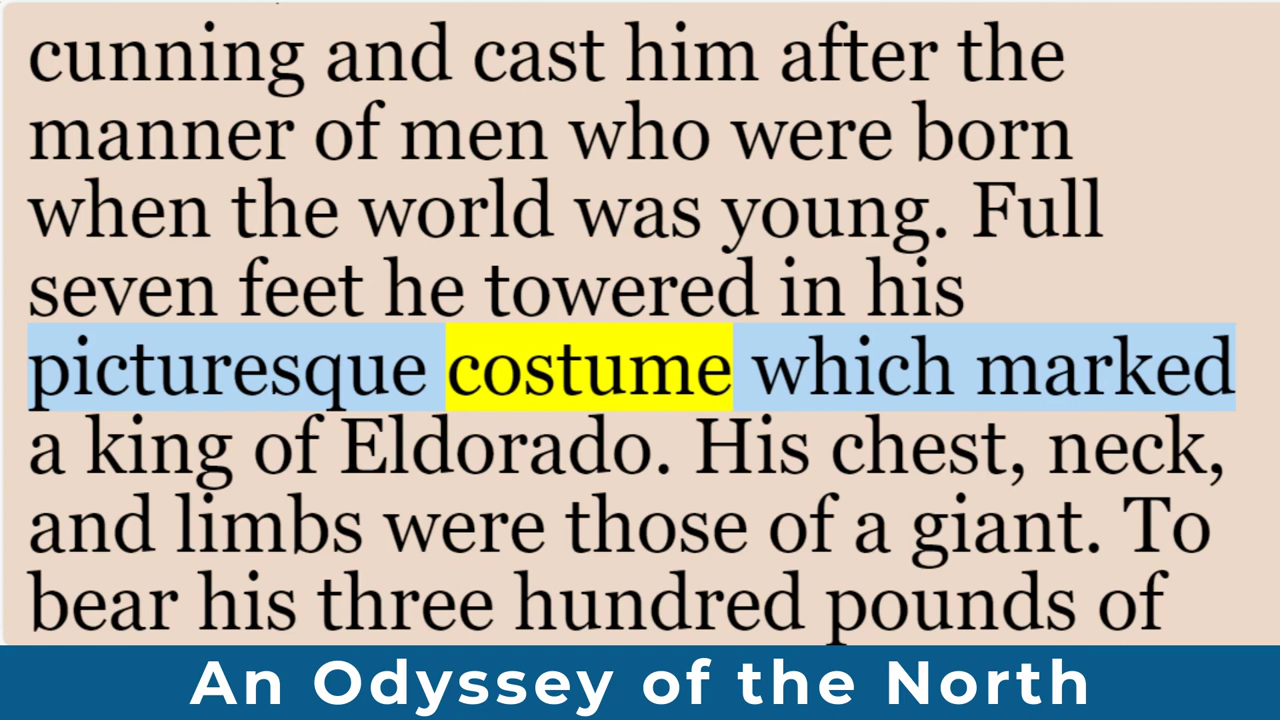 cunning and cast him after the
manner of men who were born
when the world was young. Full
seven feet he towered in his
picturesque costume which marked
a king of Eldorado. His chest, neck,
and limbs were those of a giant. To
bear his three hundred pounds of
An Odyssey of the North